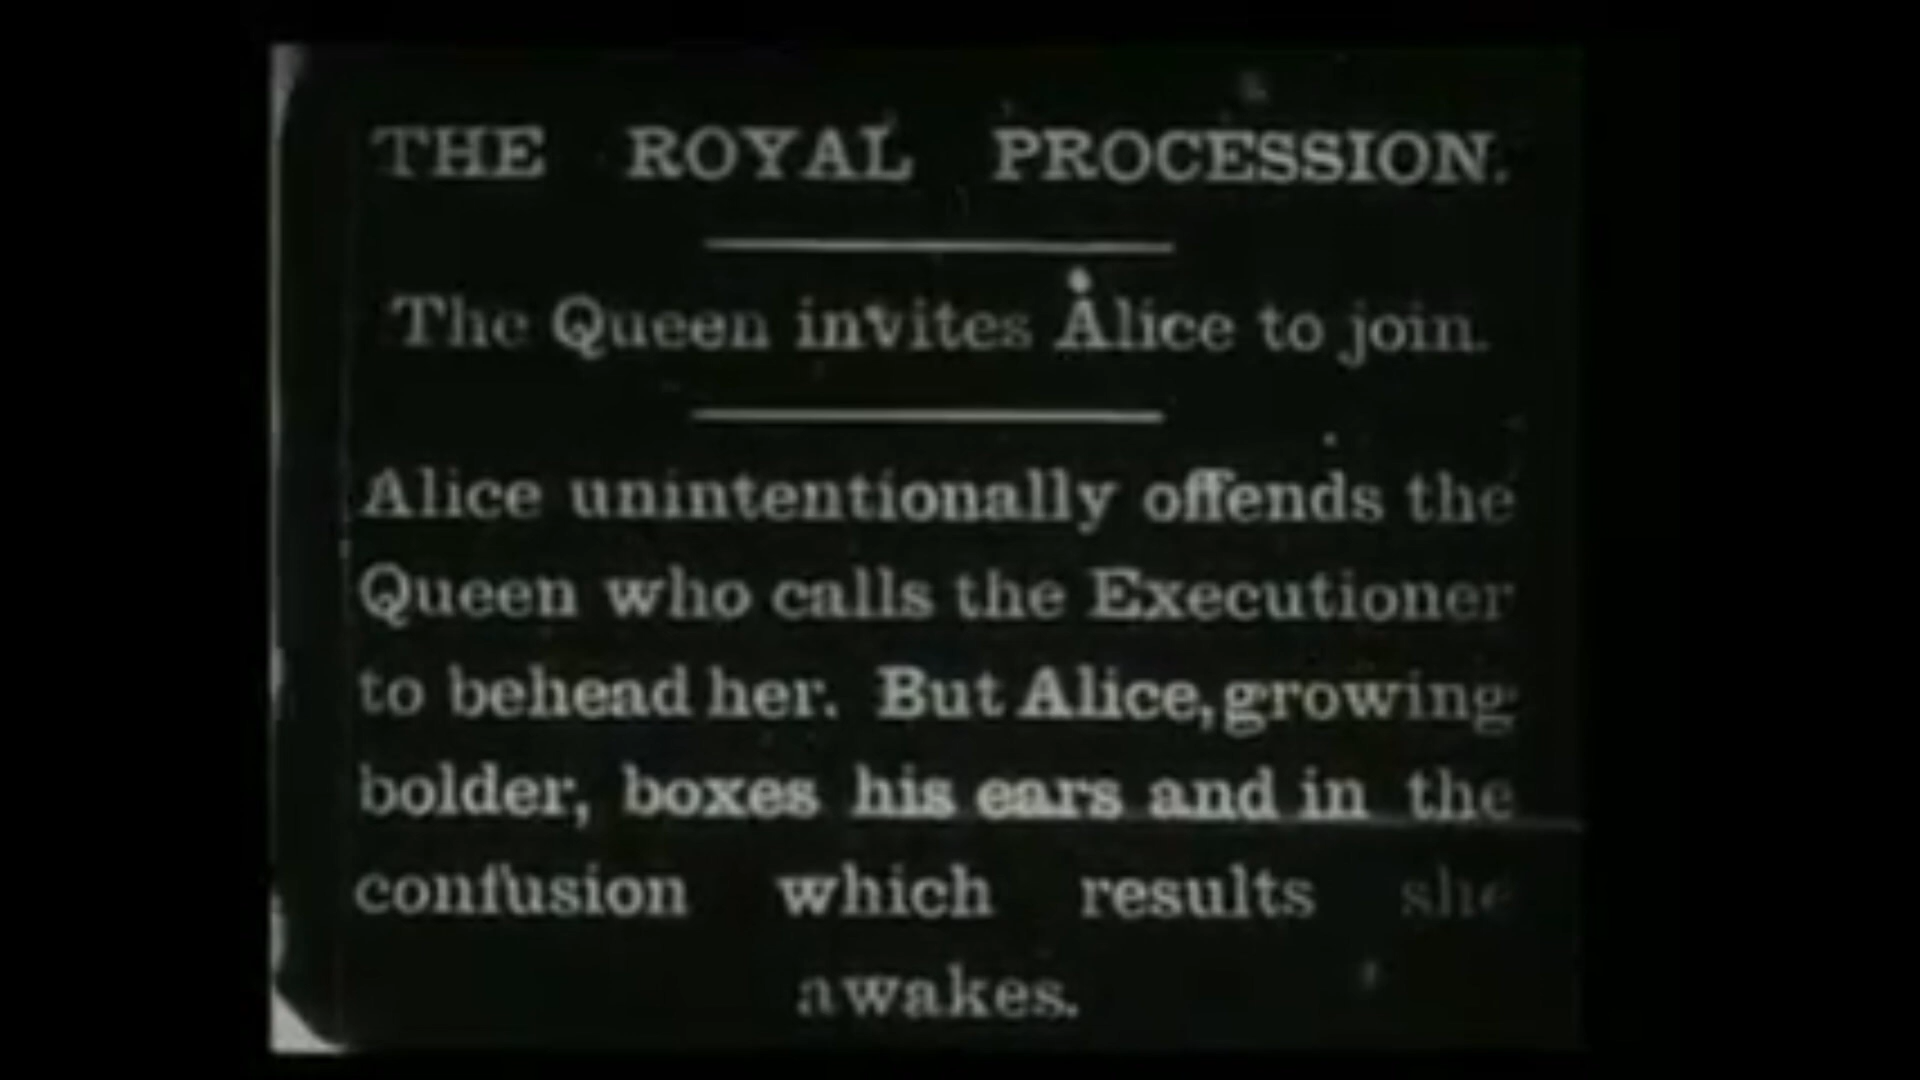 THE ROYAL PROCESSION.
The Queen invites Alice to join.
Alice unintentionally offends the
Queen who calls the Executioner
to behead her. But Alice, growing
bolder, boxes his ears and in the
confusion which results she
awakes.